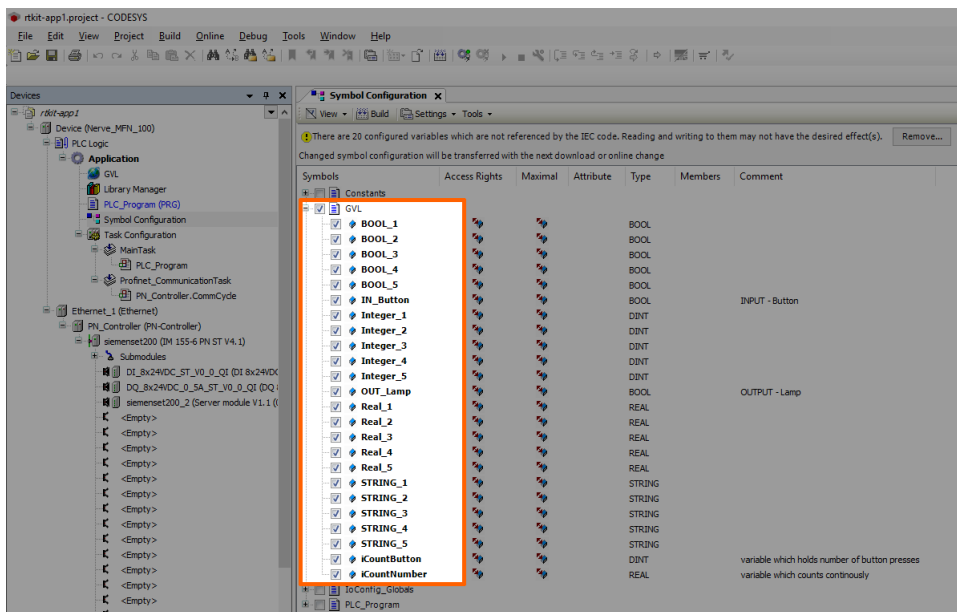 rtkit-app1.project - CODESYS
File Edit View Project Build Online Debug Tools Window Help
Devices
rtkit-app1
Device (Nerve_MFN_100)
PLC Logic
Application
GVL
Library Manager
PLC_Program (PRG)
Symbol Configuration
Task Configuration
MainTask
PLC_Program
Profinet_CommunicationTask
PN_Controller.CommCycle
Ethernet_1 (Ethernet)
PN_Controller (PN-Controller)
siemenset200 (IM 155-6 PN ST V4.1)
Submodules
DI_8x24VDC_ST_V0_0_QI (DI 8x24VDC
DQ_8x24VDC_0_5A_ST_V0_0_QI (DQ
siemenset200_2 (Server module V1.1 (
<Empty>
<Empty>
<Empty>
<Empty>
<Empty>
<Empty>
<Empty>
<Empty>
<Empty>
<Empty>
<Empty>
<Empty>
<Empty>
Symbol Configuration
View Build Settings Tools
There are 20 configured variables which are not referenced by the IEC code. Reading and writing to them may not have the desired effect(s). Remove...
Changed symbol configuration will be transferred with the next download or online change
Symbols Access Rights Maximal Attribute Type Members Comment
Constants
GVL
BOOL_1 BOOL
BOOL_2 BOOL
BOOL_3 BOOL
BOOL_4 BOOL
BOOL_5 BOOL
IN_Button BOOL INPUT - Button
Integer_1 DINT
Integer_2 DINT
Integer_3 DINT
Integer_4 DINT
Integer_5 DINT
OUT_Lamp BOOL OUTPUT - Lamp
Real_1 REAL
Real_2 REAL
Real_3 REAL
Real_4 REAL
Real_5 REAL
STRING_1 STRING
STRING_2 STRING
STRING_3 STRING
STRING_4 STRING
STRING_5 STRING
iCountButton DINT variable which holds number of button presses
iCountNumber REAL variable which counts continously
IoConfig_Globals
PLC_Program